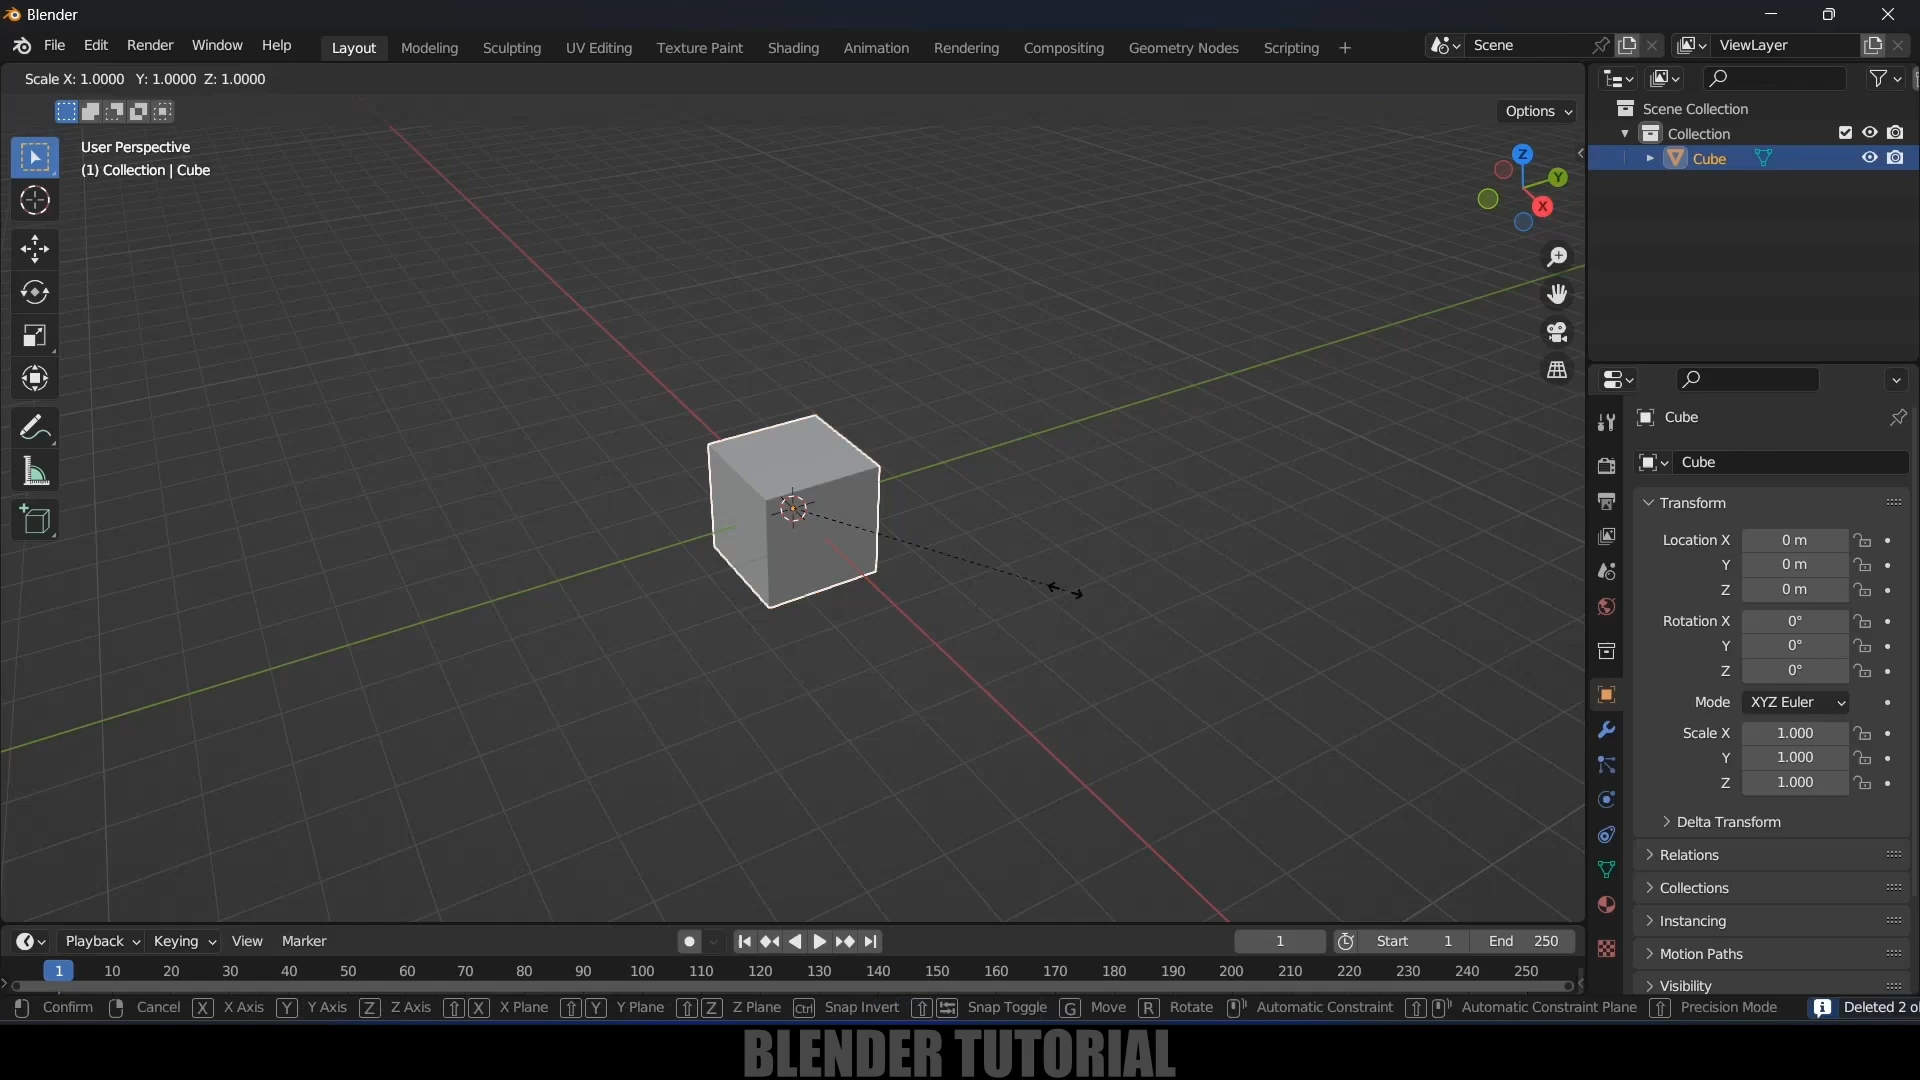 Blender
File Edit Render Window Help Layout Modeling Sculpting UV Editing Texture Paint Shading Animation Rendering Compositing Geometry Nodes Scripting + Scene ViewLayer
Scale X: 1.0000 Y: 1.0000 Z: 1.0000
Options
User Perspective
(1) Collection | Cube
Z
Y
X
Scene Collection
Collection
Cube
Cube
Cube
Transform
Location X 0 m
Y 0 m
Z 0 m
Rotation X 0°
Y 0°
Z 0°
Mode XYZ Euler
Scale X 1.000
Y 1.000
Z 1.000
Delta Transform
Relations
Collections
Instancing
Motion Paths
Visibility
Playback Keying View Marker 1 Start 1 End 250
1 10 20 30 40 50 60 70 80 90 100 110 120 130 140 150 160 170 180 190 200 210 220 230 240 250
Confirm Cancel X X Axis Y Y Axis Z Z Axis X X Plane Y Y Plane Z Z Plane Ctrl Snap Invert Snap Toggle G Move R Rotate Automatic Constraint Automatic Constraint Plane Precision Mode Deleted 2 o
BLENDER TUTORIAL